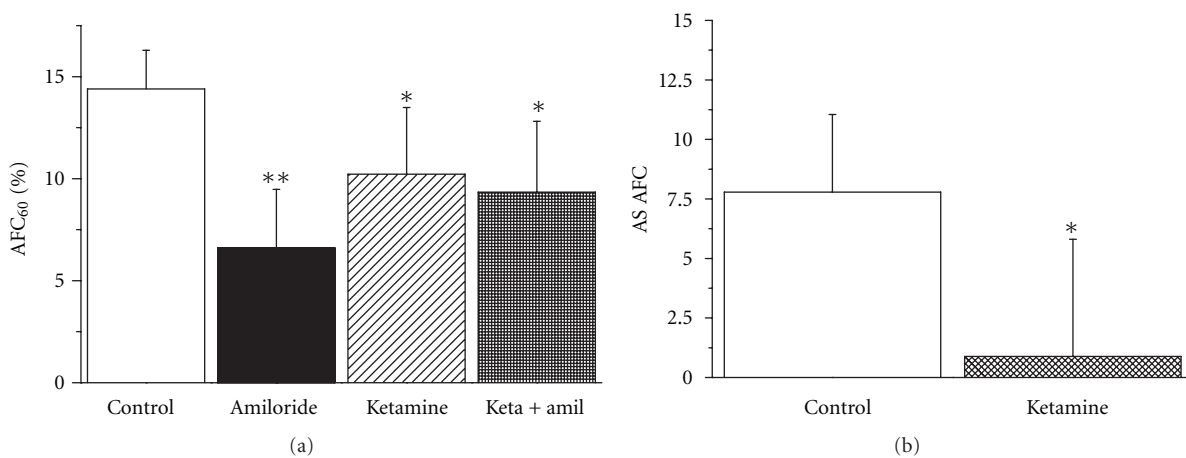 AFC60 (%)
15
10
5
0
*
*
**
Control Amiloride Ketamine Keta + amil
(a)
AS AFC
15
12.5
10
7.5
5
2.5
0
*
Control Ketamine
(b)